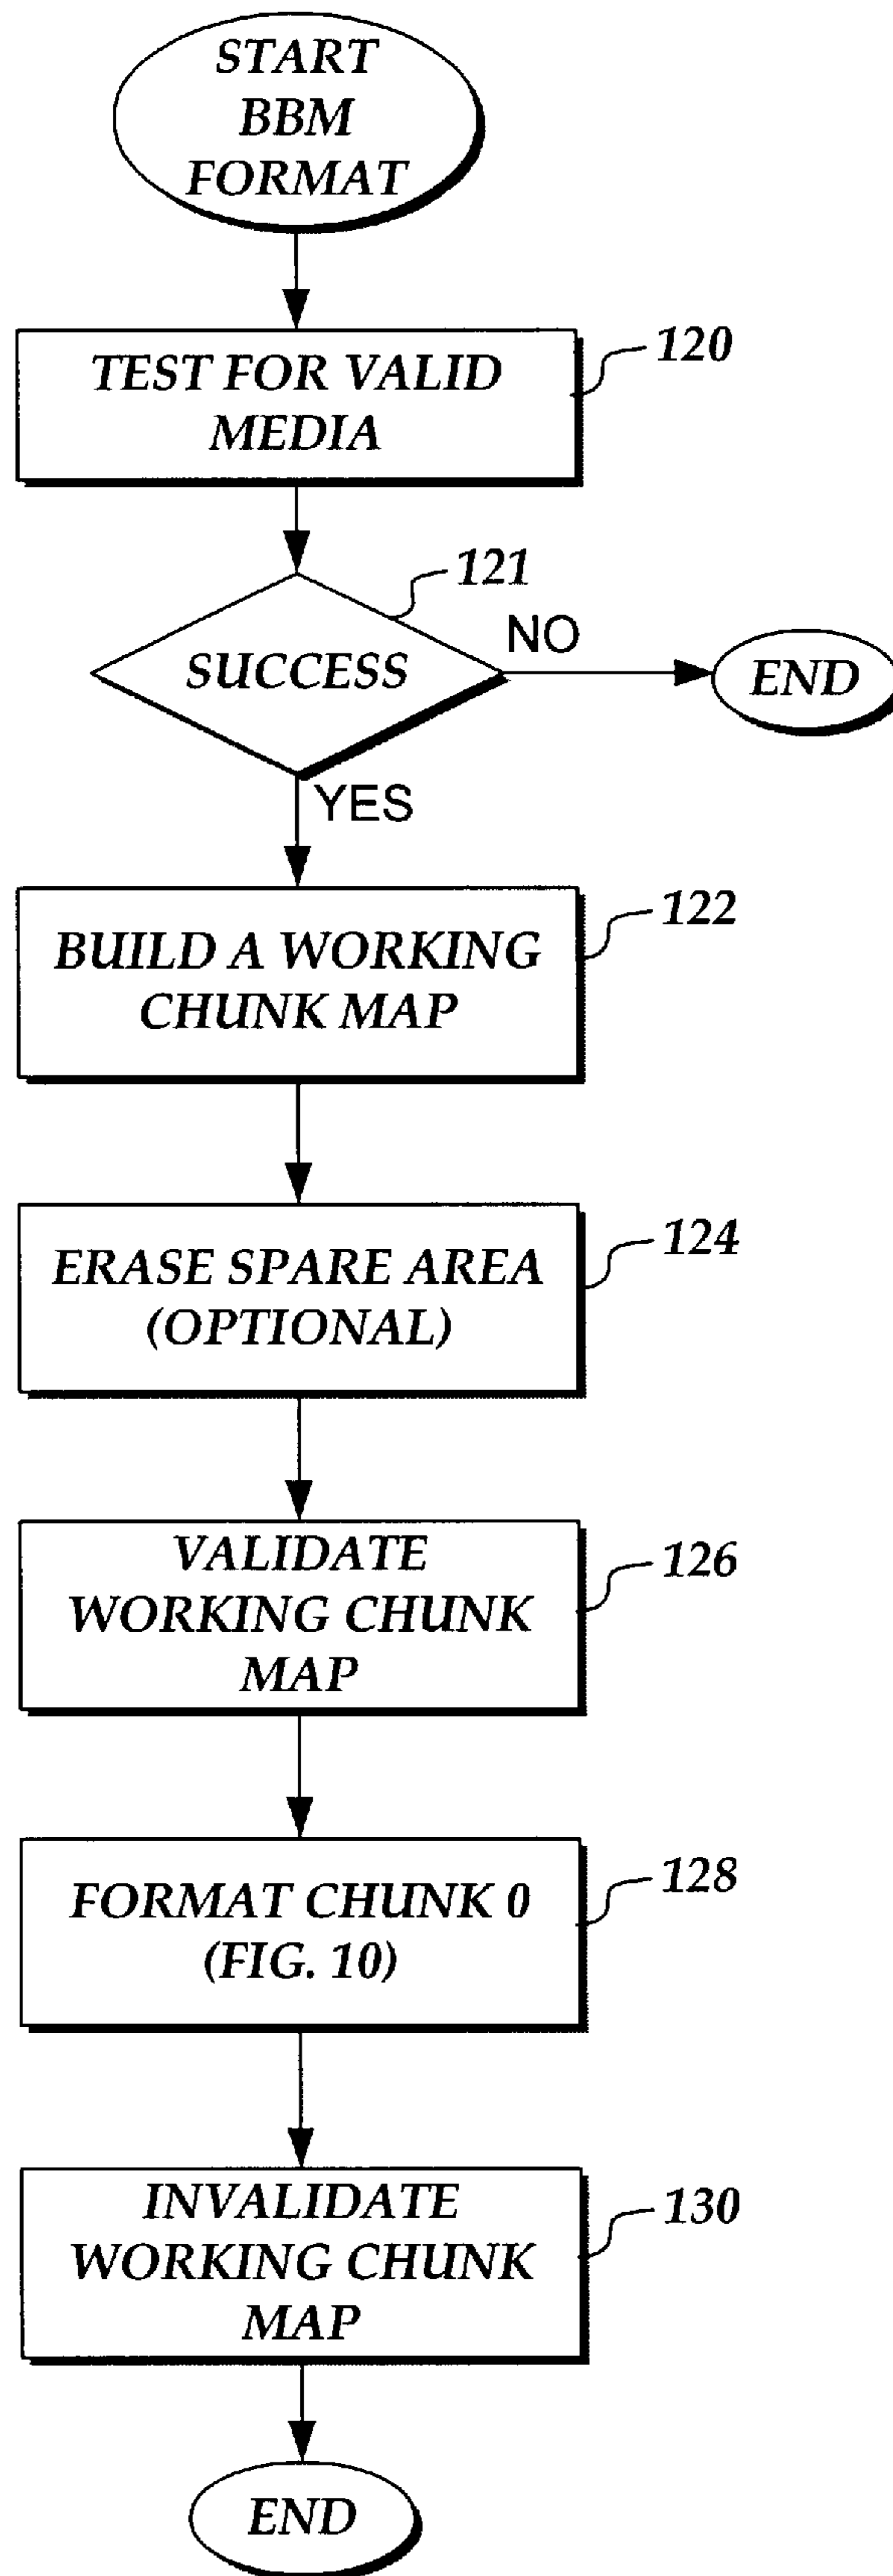 START
BBM
FORMAT
TEST FOR VALID
MEDIA
120
121
SUCCESS
NO
END
YES
BUILD A WORKING
CHUNK MAP
122
ERASE SPARE AREA
(OPTIONAL)
124
VALIDATE
WORKING CHUNK
MAP
126
FORMAT CHUNK 0
(FIG. 10)
128
INVALIDATE
WORKING CHUNK
MAP
130
END